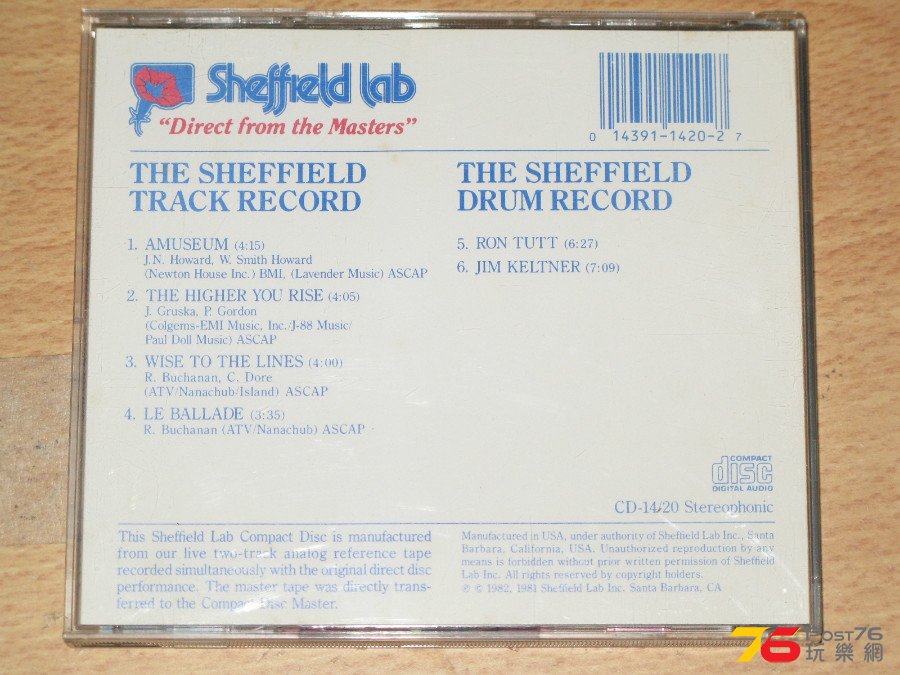 Sheffield Lab
"Direct from the Masters"
0 14391-1420-2 7
THE SHEFFIELD
TRACK RECORD
1. AMUSEUM (4:15)
J.N. Howard, W. Smith Howard
(Newton House Inc.) BMI, (Lavender Music) ASCAP
2. THE HIGHER YOU RISE (4:05)
J. Gruska, P. Gordon
(Colgems-EMI Music, Inc./J-88 Music/
Paul Doll Music) ASCAP
3. WISE TO THE LINES (4:00)
R. Buchanan, C. Dore
(ATV/Nanachub/Island) ASCAP
4. LE BALLADE (3:35)
R. Buchanan (ATV/Nanachub) ASCAP
THE SHEFFIELD
DRUM RECORD
5. RON TUTT (6:27)
6. JIM KELTNER (7:09)
COMPACT
disc
DIGITAL AUDIO
CD-14/20 Stereophonic
This Sheffield Lab Compact Disc is manufactured
from our live two-track analog reference tape
recorded simultaneously with the original direct disc
performance. The master tape was directly trans-
ferred to the Compact Disc Master.
Manufactured in USA, under authority of Sheffield Lab Inc., Santa
Barbara, California, USA. Unauthorized reproduction by any
means is forbidden without prior written permission of Sheffield
Lab Inc. All rights reserved by copyright holders.
℗ © 1982, 1981 Sheffield Lab Inc. Santa Barbara, CA
76 Post76
玩樂網